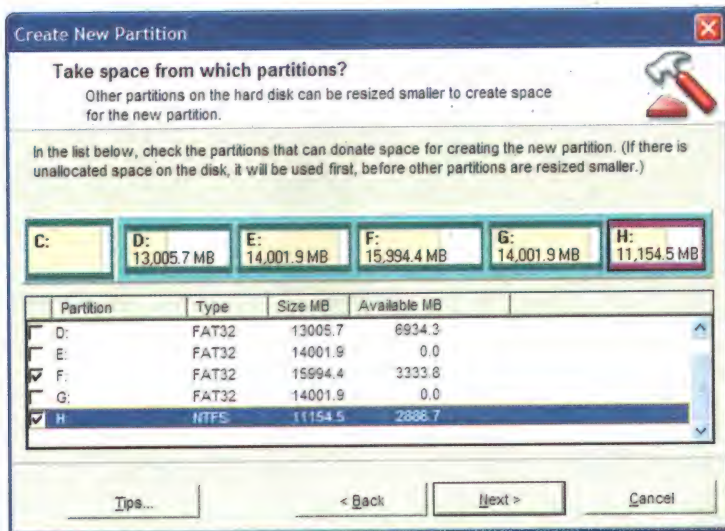 Create New Partition
Take space from which partitions?
Other partitions on the hard disk can be resized smaller to create space
for the new partition.
In the list below, check the partitions that can donate space for creating the new partition. (If there is
unallocated space on the disk, it will be used first, before other partitions are resized smaller.)
C: D: E: F: G: H:
13,005.7 MB 14,001.9 MB 15,994.4 MB 14,001.9 MB 11,154.5 MB
Partition Type Size MB Available MB
D: FAT32 13005.7 6934.3
E: FAT32 14001.9 0.0
F: FAT32 15994.4 3333.8
G: FAT32 14001.9 0.0
H: NTFS 11154.5 2886.7
Tips... < Back Next > Cancel